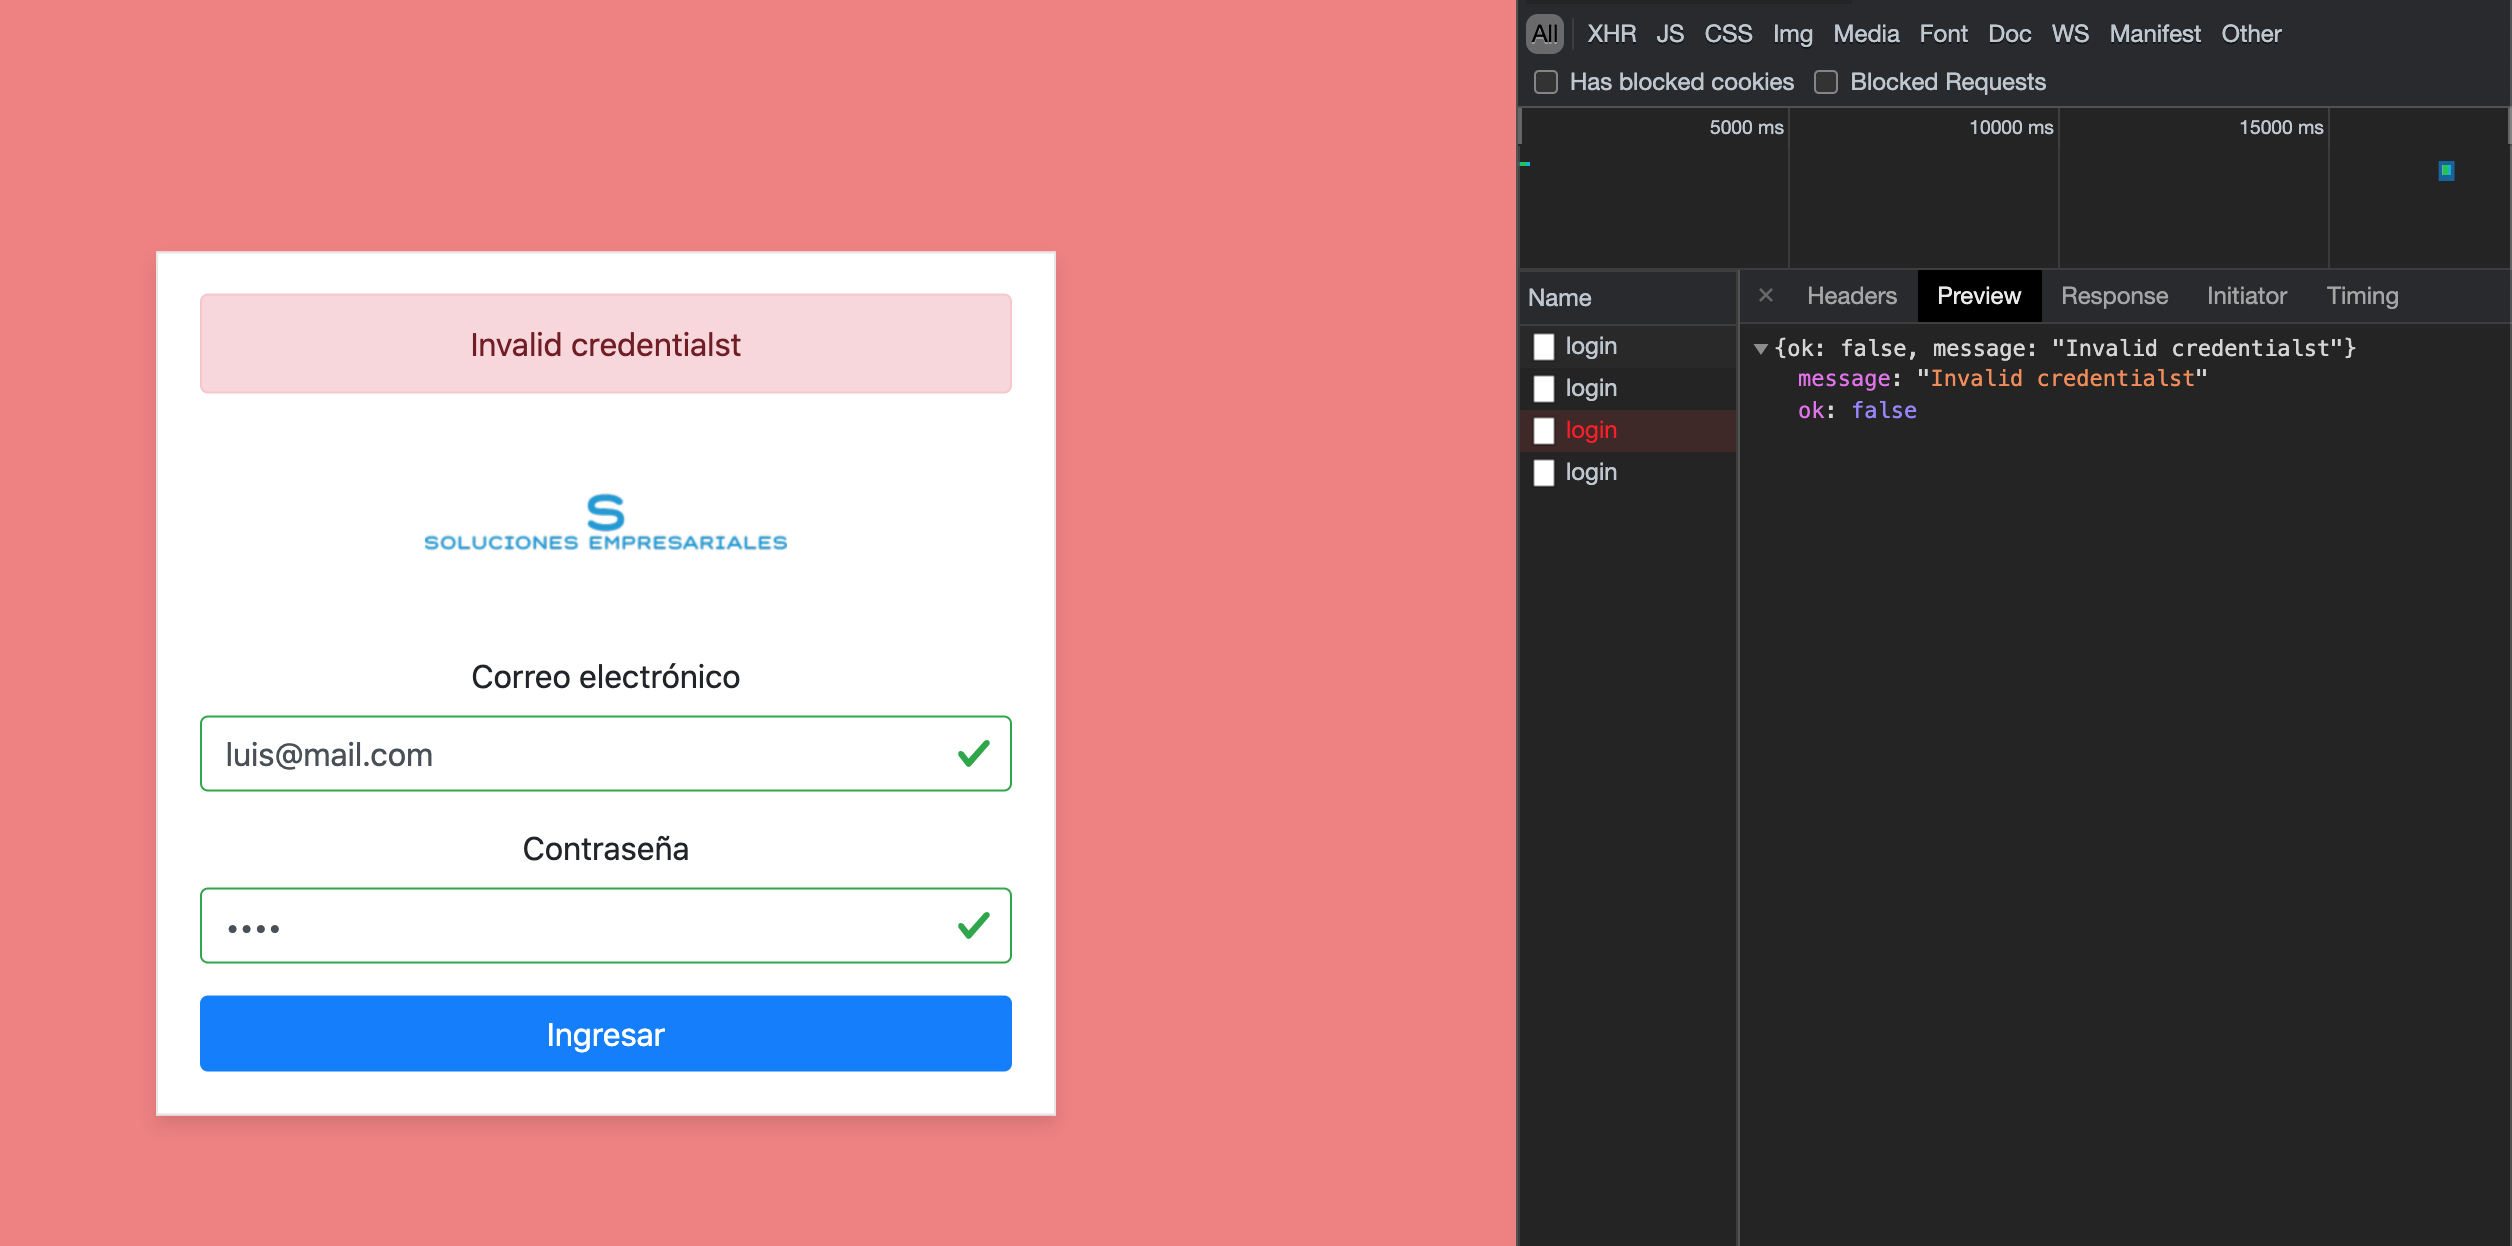 Invalid credentialst
S
SOLUCIONES EMPRESARIALES
Correo electrónico
luis@mail.com
Contraseña
••••
Ingresar
All XHR JS CSS Img Media Font Doc WS Manifest Other
Has blocked cookies Blocked Requests
5000 ms 10000 ms 15000 ms
Name
login
login
login
login
× Headers Preview Response Initiator Timing
▼{ok: false, message: "Invalid credentialst"}
message: "Invalid credentialst"
ok: false